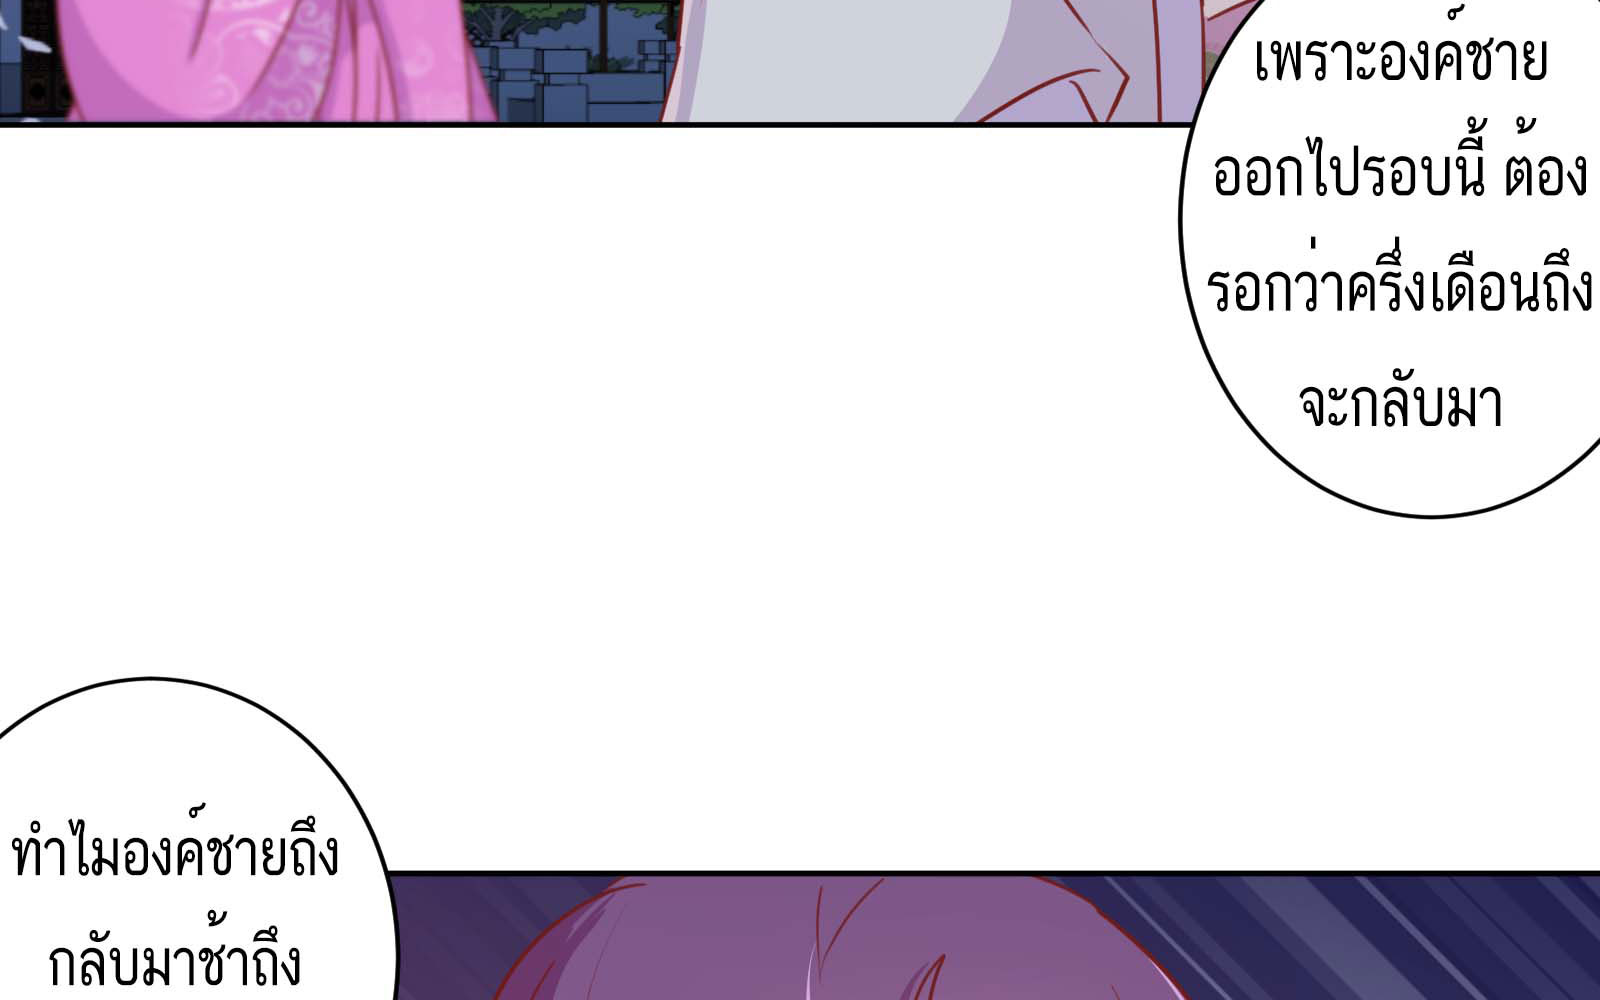 เพราะองค์ชาย
ออกไปรอบนี้ ต้อง
รอกว่าครึ่งเดือนถึง
จะกลับมา
ทำไมองค์ชายถึง
กลับมาช้าถึง